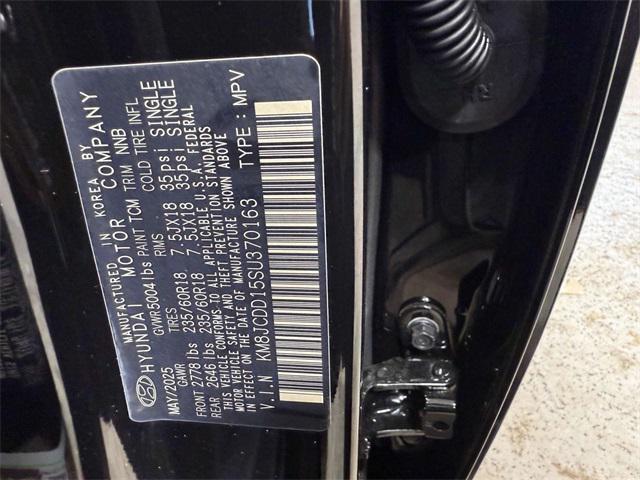 MANUFACTURED IN KOREA BY
HYUNDAI MOTOR COMPANY
MAY/2025 GVWR 5004 lbs PAINT TCM TRIM NNB
GAWR TIRES RIMS COLD TIRE INFL
FRONT 2778 lbs 235/60R18 7.5JX18 35psi SINGLE
REAR 2646 lbs 235/60R18 7.5JX18 35psi SINGLE
THIS VEHICLE CONFORMS TO ALL APPLICABLE U.S.A. FEDERAL
MOTOR VEHICLE SAFETY AND THEFT PREVENTION STANDARDS
IN EFFECT ON THE DATE OF MANUFACTURE SHOWN ABOVE
V.I.N KM8JCDD15SU370163 TYPE : MPV